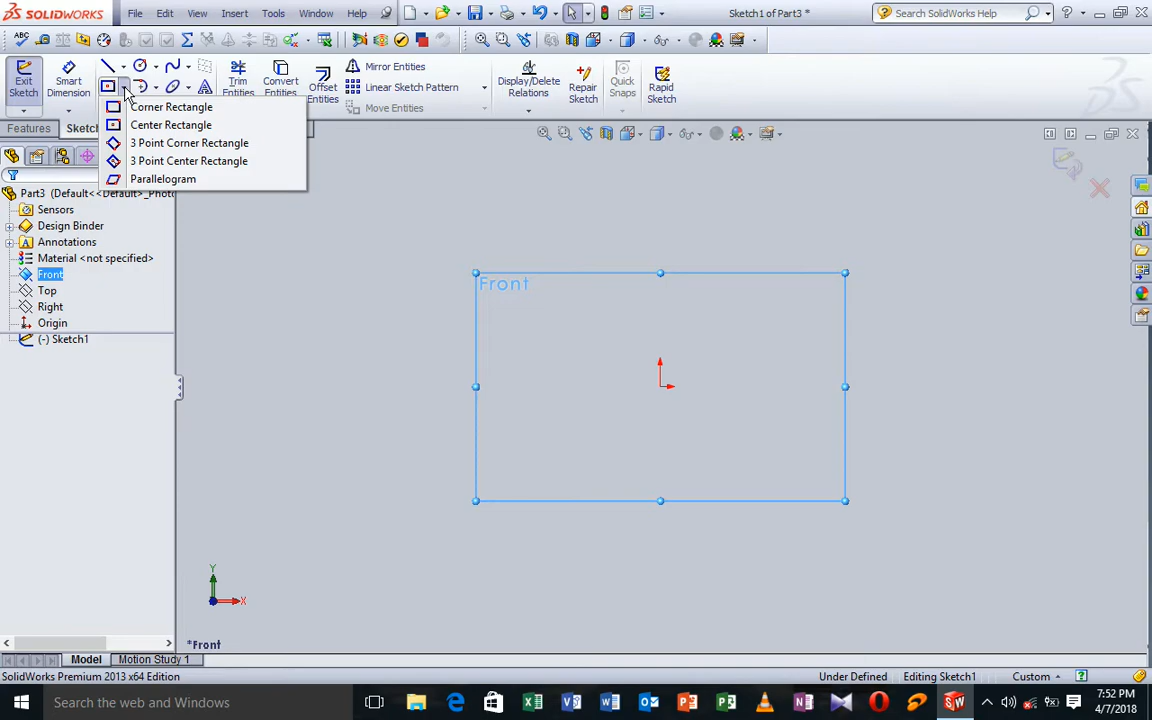 SOLIDWORKS File Edit View Insert Tools Window Help Sketch1 of Part3 * Search SolidWorks Help
Exit Sketch
Smart Dimension
Trim Entities
Convert Entities
Offset Entities
Mirror Entities
Linear Sketch Pattern
Move Entities
Display/Delete Relations
Repair Sketch
Quick Snaps
Rapid Sketch
Corner Rectangle
Center Rectangle
3 Point Corner Rectangle
3 Point Center Rectangle
Parallelogram
Features Sketc
Part3 (Default<<Default>_Photo
Sensors
Design Binder
Annotations
Material <not specified>
Front
Top
Right
Origin
(-) Sketch1
Front
Y
X
*Front
Model Motion Study 1
SolidWorks Premium 2013 x64 Edition Under Defined Editing Sketch1 Custom
Search the web and Windows
7:52 PM
4/7/2018